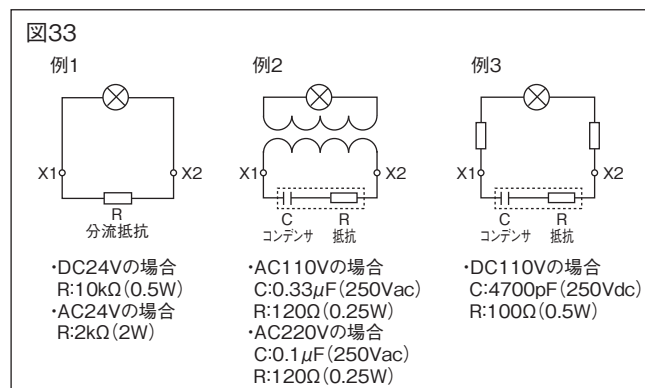 図33
例1
X1
X2
R
分流抵抗
・DC24Vの場合
R:10kΩ(0.5W)
・AC24Vの場合
R:2kΩ(2W)
例2
X1
X2
C
コンデンサ
R
抵抗
・AC110Vの場合
C:0.33μF(250Vac)
R:120Ω(0.25W)
・AC220Vの場合
C:0.1μF(250Vac)
R:120Ω(0.25W)
例3
X1
X2
C
コンデンサ
R
抵抗
・DC110Vの場合
C:4700pF(250Vdc)
R:100Ω(0.5W)